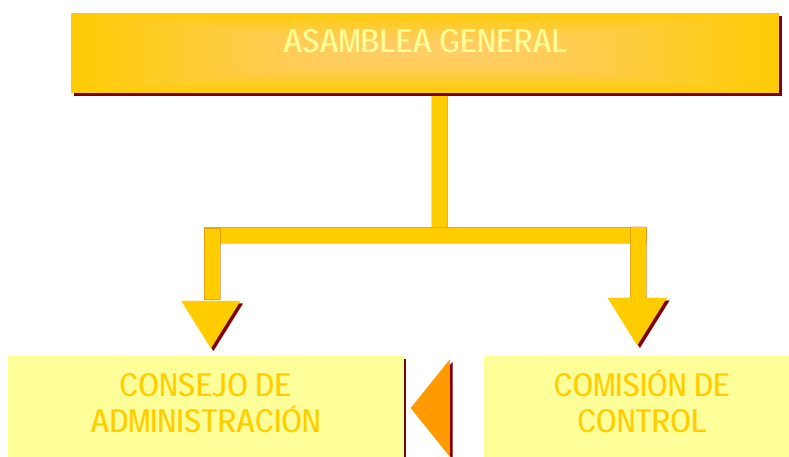 ASAMBLEA GENERAL
CONSEJO DE
ADMINISTRACIÓN
COMISIÓN DE
CONTROL